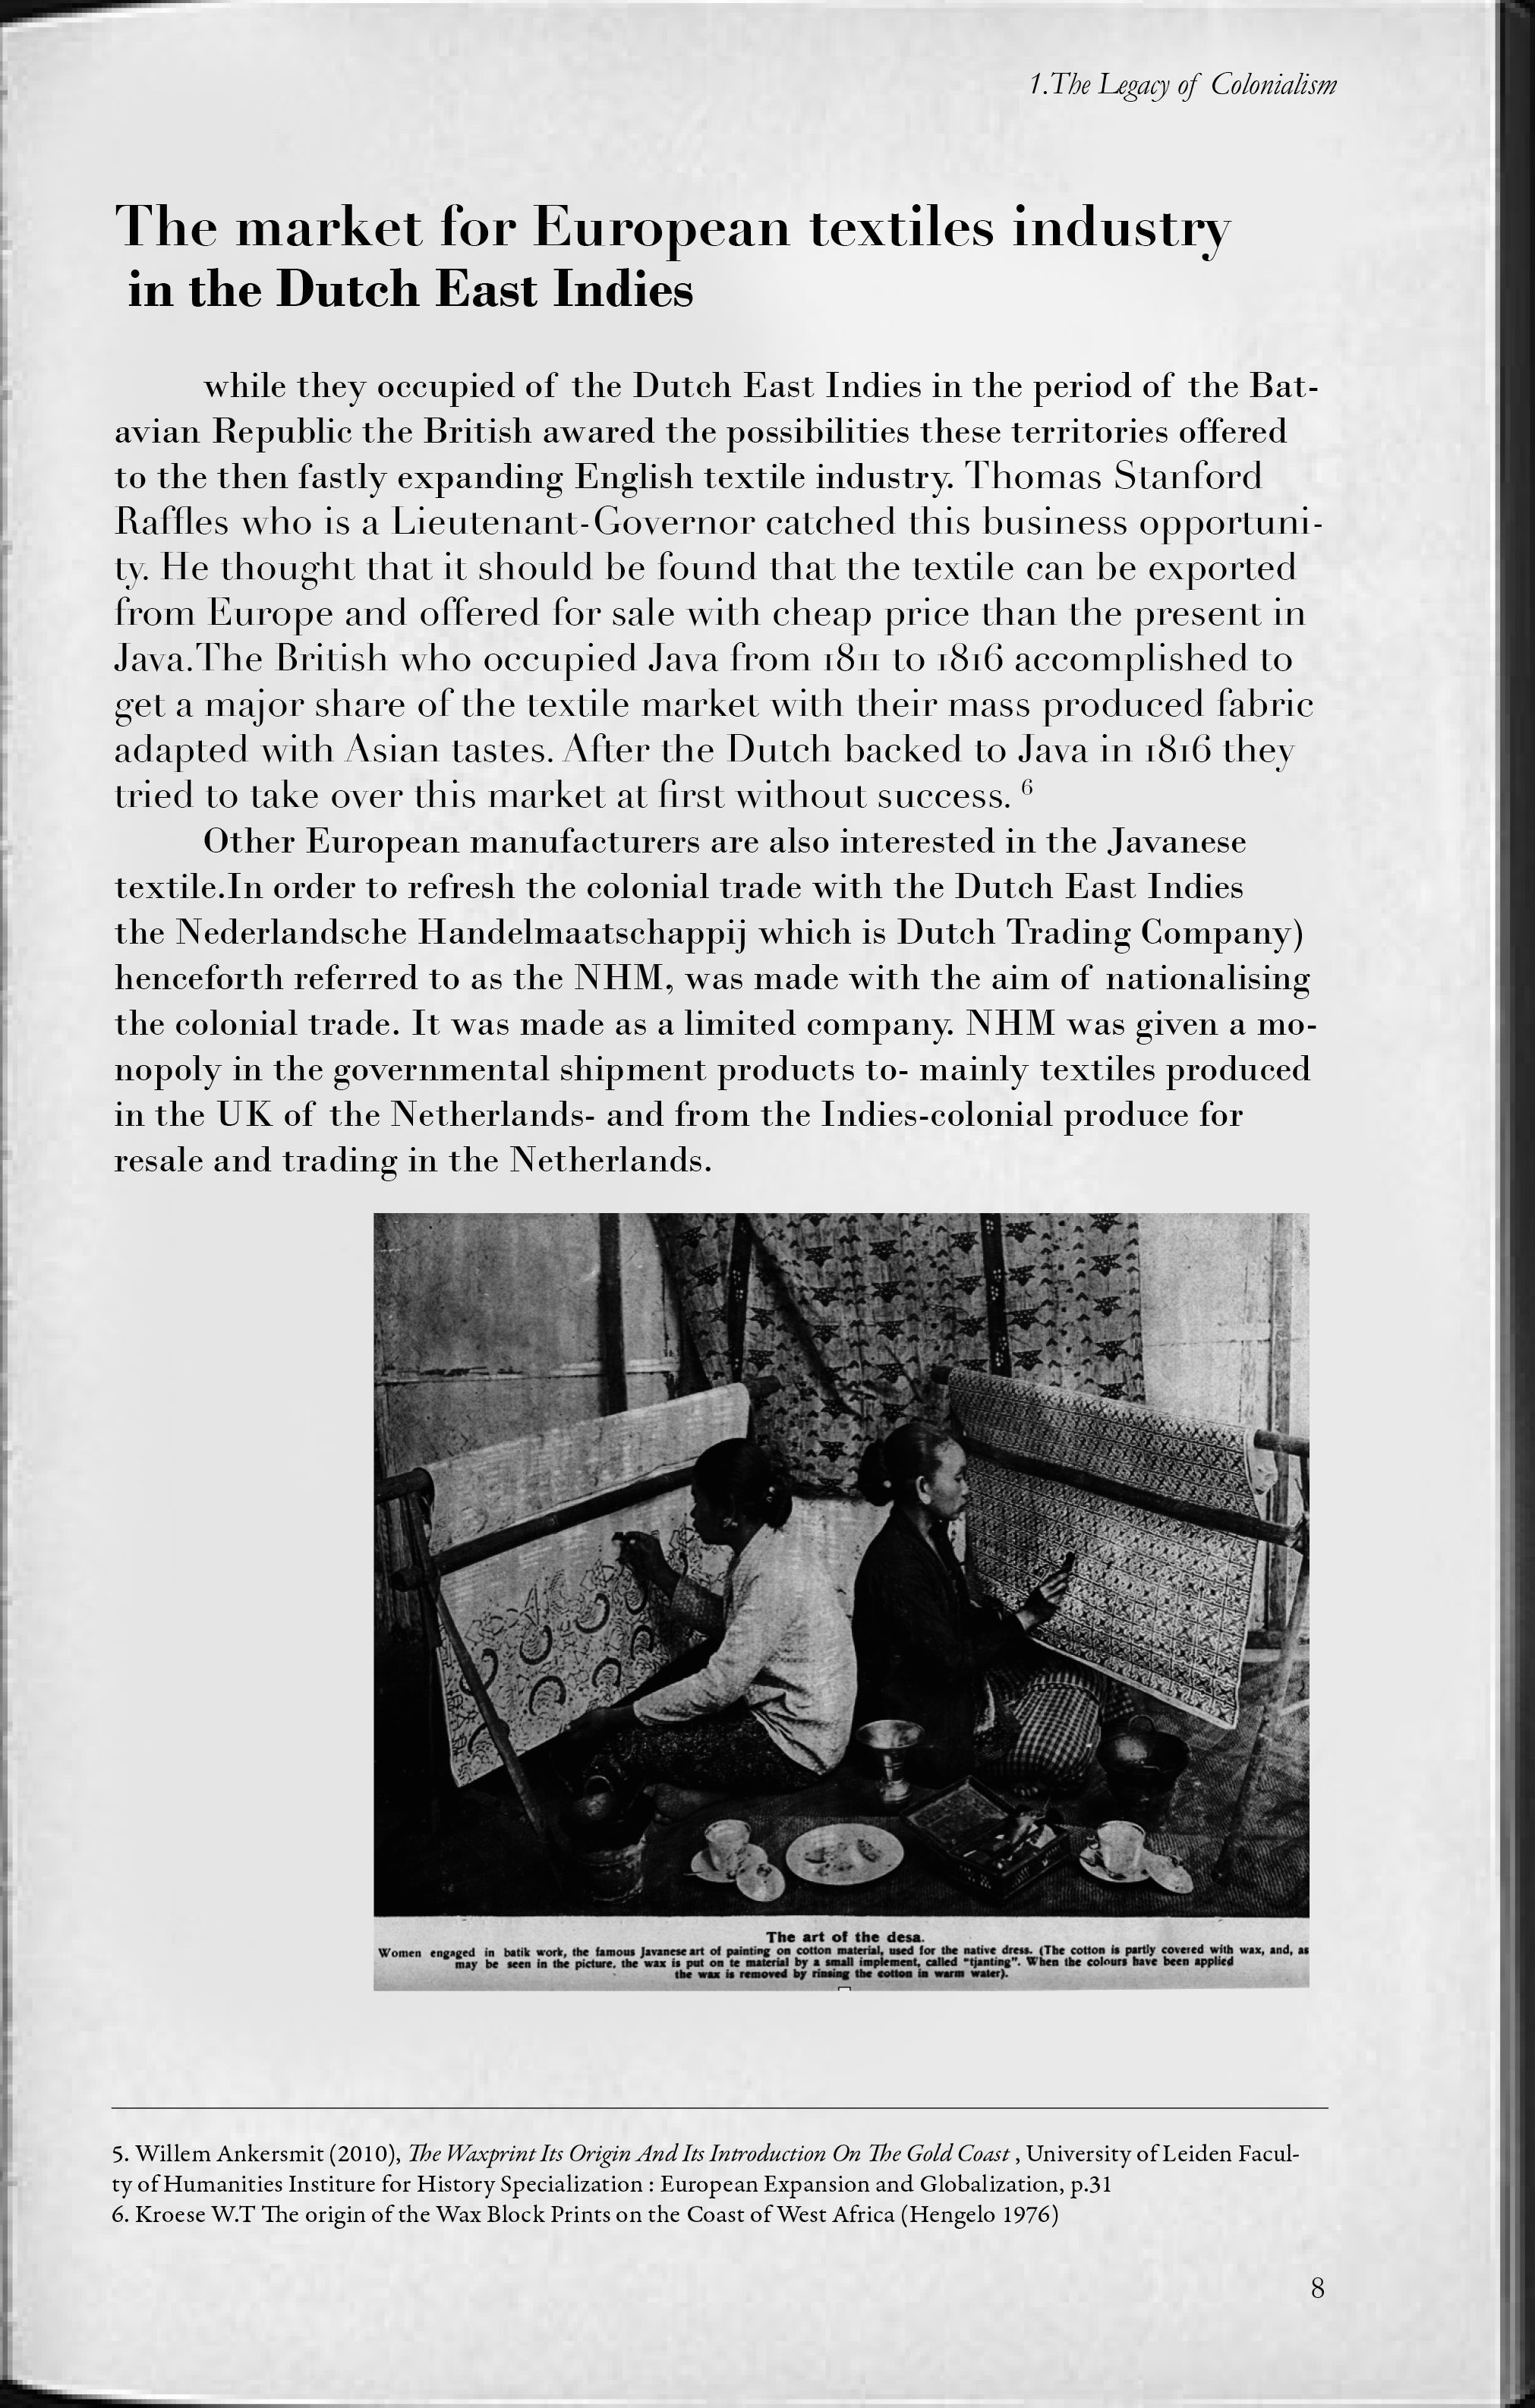 1.The Legacy of Colonialism
The market for European textiles industry
in the Dutch East Indies
while they occupied of the Dutch East Indies in the period of the Bat-
avian Republic the British awared the possibilities these territories offered
to the then fastly expanding English textile industry. Thomas Stanford
Raffles who is a Lieutenant-Governor catched this business opportuni-
ty. He thought that it should be found that the textile can be exported
from Europe and offered for sale with cheap price than the present in
Java.The British who occupied Java from 1811 to 1816 accomplished to
get a major share of the textile market with their mass produced fabric
adapted with Asian tastes. After the Dutch backed to Java in 1816 they
tried to take over this market at first without success. 6
Other European manufacturers are also interested in the Javanese
textile.In order to refresh the colonial trade with the Dutch East Indies
the Nederlandsche Handelmaatschappij which is Dutch Trading Company)
henceforth referred to as the NHM, was made with the aim of nationalising
the colonial trade. It was made as a limited company. NHM was given a mo-
nopoly in the governmental shipment products to- mainly textiles produced
in the UK of the Netherlands- and from the Indies-colonial produce for
resale and trading in the Netherlands.
The art of the desa.
Women engaged in batik work, the famous Javanese art of painting on cotton material, used for the native dress. (The cotton is partly covered with wax, and, as
may be seen in the picture, the wax is put on te material by a small implement, called "tjanting". When the colours have been applied
the wax is removed by rinsing the cotton in warm water).
5. Willem Ankersmit (2010), The Waxprint Its Origin And Its Introduction On The Gold Coast , University of Leiden Facul-
ty of Humanities Institure for History Specialization : European Expansion and Globalization, p.31
6. Kroese W.T The origin of the Wax Block Prints on the Coast of West Africa (Hengelo 1976)
8